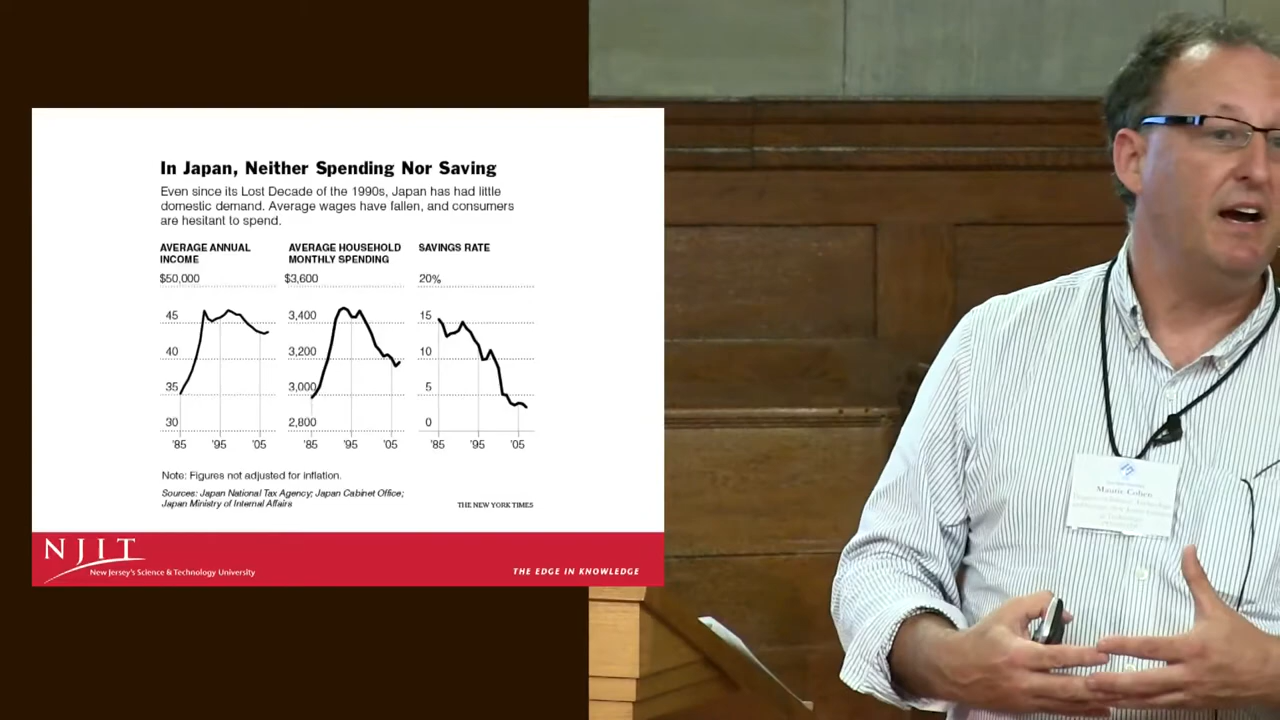 In Japan, Neither Spending Nor Saving
Even since its Lost Decade of the 1990s, Japan has had little
domestic demand. Average wages have fallen, and consumers
are hesitant to spend.
AVERAGE ANNUAL
INCOME
$50,000
45
40
35
30
'85 '95 '05
AVERAGE HOUSEHOLD
MONTHLY SPENDING
$3,600
3,400
3,200
3,000
2,800
'85 '95 '05
SAVINGS RATE
20%
15
10
5
0
'85 '95 '05
Note: Figures not adjusted for inflation.
Sources: Japan National Tax Agency; Japan Cabinet Office;
Japan Ministry of Internal Affairs
THE NEW YORK TIMES
NJIT
New Jersey's Science & Technology University
THE EDGE IN KNOWLEDGE
Cohen